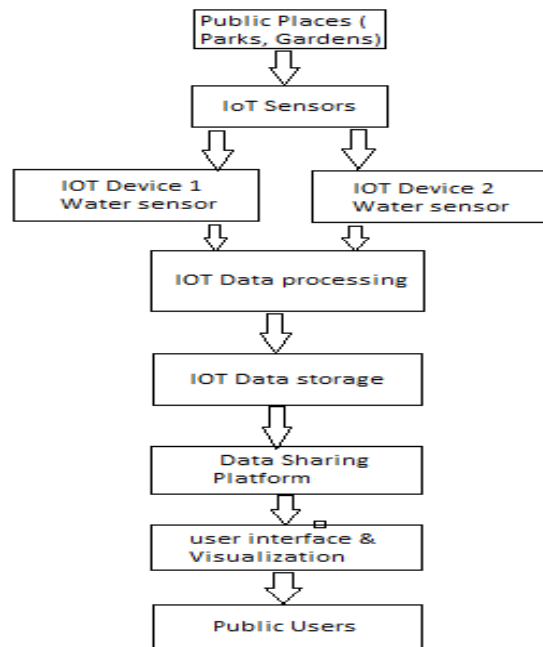 Public Places (
Parks, Gardens)
IoT Sensors
IOT Device 1
Water sensor
IOT Device 2
Water sensor
IOT Data processing
IOT Data storage
Data Sharing
Platform
user interface &
Visualization
Public Users